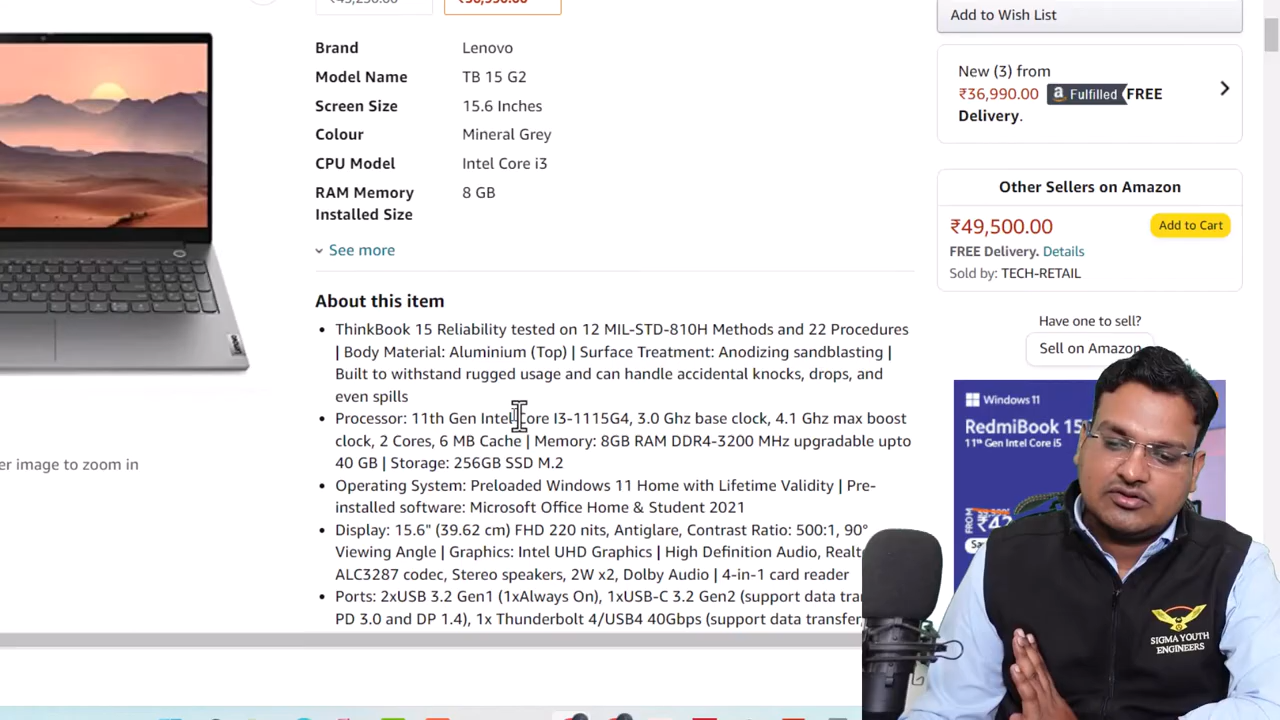 Add to Wish List
Brand Lenovo
Model Name TB 15 G2
Screen Size 15.6 Inches
Colour Mineral Grey
CPU Model Intel Core i3
RAM Memory 8 GB
Installed Size
See more
About this item
ThinkBook 15 Reliability tested on 12 MIL-STD-810H Methods and 22 Procedures
| Body Material: Aluminium (Top) | Surface Treatment: Anodizing sandblasting |
Built to withstand rugged usage and can handle accidental knocks, drops, and
even spills
Processor: 11th Gen Intel Core I3-1115G4, 3.0 Ghz base clock, 4.1 Ghz max boost
clock, 2 Cores, 6 MB Cache | Memory: 8GB RAM DDR4-3200 MHz upgradable upto
40 GB | Storage: 256GB SSD M.2
Operating System: Preloaded Windows 11 Home with Lifetime Validity | Pre-
installed software: Microsoft Office Home & Student 2021
Display: 15.6" (39.62 cm) FHD 220 nits, Antiglare, Contrast Ratio: 500:1, 90°
Viewing Angle | Graphics: Intel UHD Graphics | High Definition Audio,
ALC3287 codec, Stereo speakers, 2W x2, Dolby Audio | 4-in-1 card reader
Ports: 2xUSB 3.2 Gen1 (1xAlways On), 1xUSB-C 3.2 Gen2 (support data
PD 3.0 and DP 1.4), 1x Thunderbolt 4/USB4 40Gbps (support data transfer,
er image to zoom in
Lenovo
New (3) from
₹36,990.00 a Fulfilled FREE
Delivery.
Other Sellers on Amazon
₹49,500.00 Add to Cart
FREE Delivery. Details
Sold by: TECH-RETAIL
Have one to sell?
Sell on Amazon
Windows 11
RedmiBook 15
11th Gen Intel Core i5
FROM
SIGMA YOUTH
ENGINEERS